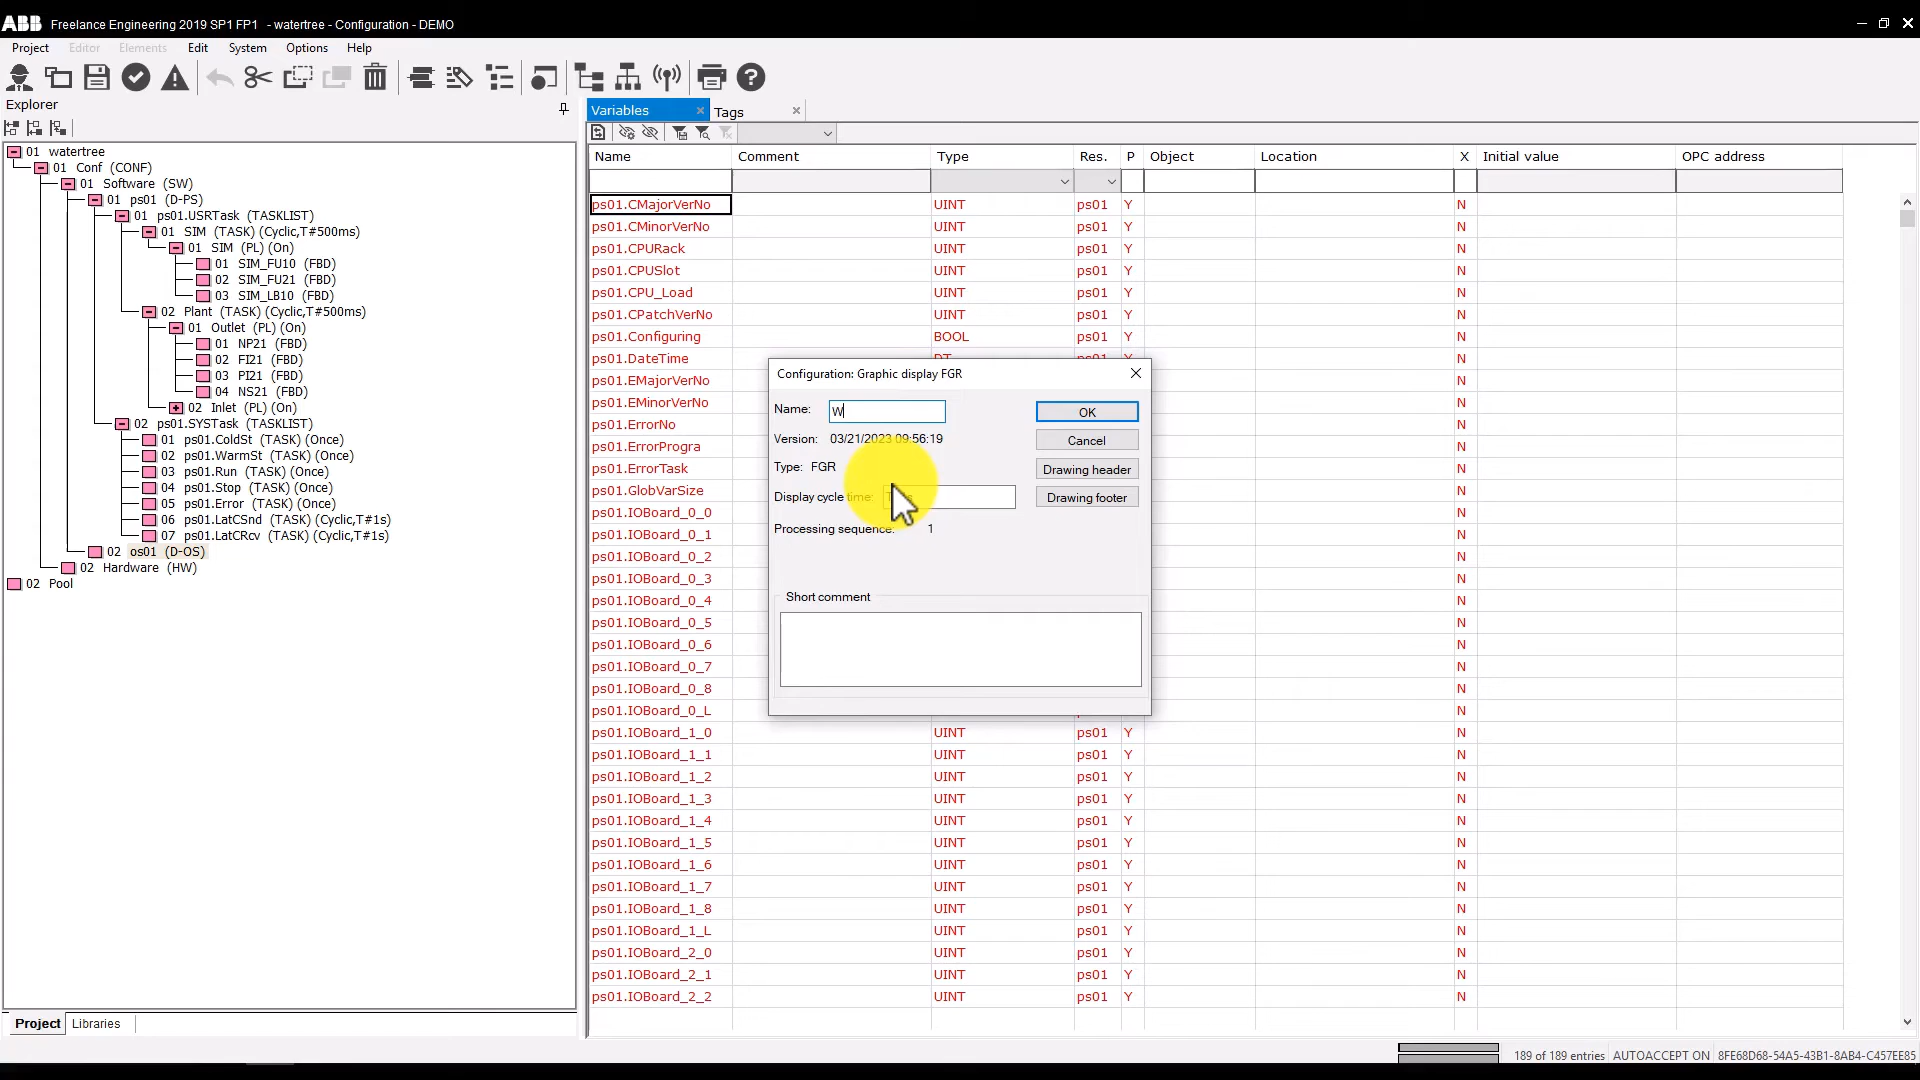 ABB Freelance Engineering 2019 SP1 FP1 - watertree - Configuration - DEMO
Project Editor Elements Edit System Options Help
Explorer
Variables Tags
01 watertree
01 Conf (CONF)
01 Software (SW)
01 ps01 (D-PS)
01 ps01.USRTask (TASKLIST)
01 SIM (TASK) (Cyclic,T#500ms)
01 SIM (PL) (On)
01 SIM_FU10 (FBD)
02 SIM_FU21 (FBD)
03 SIM_LB10 (FBD)
02 Plant (TASK) (Cyclic,T#500ms)
01 Outlet (PL) (On)
01 NP21 (FBD)
02 FI21 (FBD)
03 PI21 (FBD)
04 NS21 (FBD)
02 Inlet (PL) (On)
02 ps01.SYSTask (TASKLIST)
01 ps01.ColdSt (TASK) (Once)
02 ps01.WarmSt (TASK) (Once)
03 ps01.Run (TASK) (Once)
04 ps01.Stop (TASK) (Once)
05 ps01.Error (TASK) (Once)
06 ps01.LatCSnd (TASK) (Cyclic,T#1s)
07 ps01.LatCRcv (TASK) (Cyclic,T#1s)
02 os01 (D-OS)
02 Hardware (HW)
02 Pool
Project Libraries
Name Comment Type Res. P Object Location X Initial value OPC address
ps01.CMajorVerNo UINT ps01 Y N
ps01.CMinorVerNo UINT ps01 Y N
ps01.CPURack UINT ps01 Y N
ps01.CPUSlot UINT ps01 Y N
ps01.CPU_Load UINT ps01 Y N
ps01.CPatchVerNo UINT ps01 Y N
ps01.Configuring BOOL ps01 Y N
ps01.DateTime DT ps01 Y N
ps01.EMajorVerNo N
ps01.EMinorVerNo N
ps01.ErrorNo N
ps01.ErrorProgra N
ps01.ErrorTask N
ps01.GlobVarSize N
ps01.IOBoard_0_0 N
ps01.IOBoard_0_1 N
ps01.IOBoard_0_2 N
ps01.IOBoard_0_3 N
ps01.IOBoard_0_4 N
ps01.IOBoard_0_5 N
ps01.IOBoard_0_6 N
ps01.IOBoard_0_7 N
ps01.IOBoard_0_8 N
ps01.IOBoard_0_L N
ps01.IOBoard_1_0 UINT ps01 Y N
ps01.IOBoard_1_1 UINT ps01 Y N
ps01.IOBoard_1_2 UINT ps01 Y N
ps01.IOBoard_1_3 UINT ps01 Y N
ps01.IOBoard_1_4 UINT ps01 Y N
ps01.IOBoard_1_5 UINT ps01 Y N
ps01.IOBoard_1_6 UINT ps01 Y N
ps01.IOBoard_1_7 UINT ps01 Y N
ps01.IOBoard_1_8 UINT ps01 Y N
ps01.IOBoard_1_L UINT ps01 Y N
ps01.IOBoard_2_0 UINT ps01 Y N
ps01.IOBoard_2_1 UINT ps01 Y N
ps01.IOBoard_2_2 UINT ps01 Y N
Configuration: Graphic display FGR
Name: W OK
Version: 03/21/2023 09:56:19 Cancel
Type: FGR Drawing header
Display cycle time: Drawing footer
Processing sequence: 1
Short comment
189 of 189 entries AUTOACCEPT ON 8FE68D68-54A5-43B1-8AB4-C457EE85